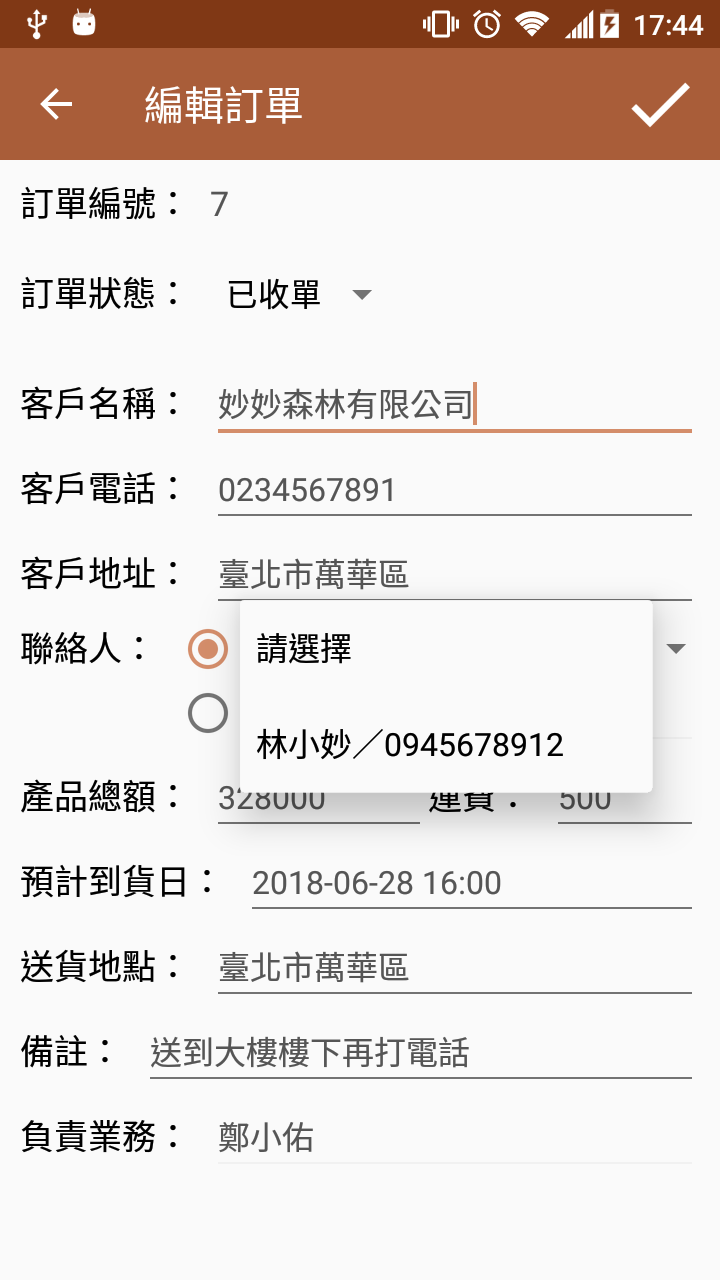 17:44
編輯訂單
訂單編號： 7
訂單狀態： 已收單
客戶名稱： 妙妙森林有限公司
客戶電話： 0234567891
客戶地址： 臺北市萬華區
聯絡人： 請選擇
林小妙／0945678912
產品總額： 328000 運費： 500
預計到貨日： 2018-06-28 16:00
送貨地點： 臺北市萬華區
備註： 送到大樓樓下再打電話
負責業務： 鄭小佑